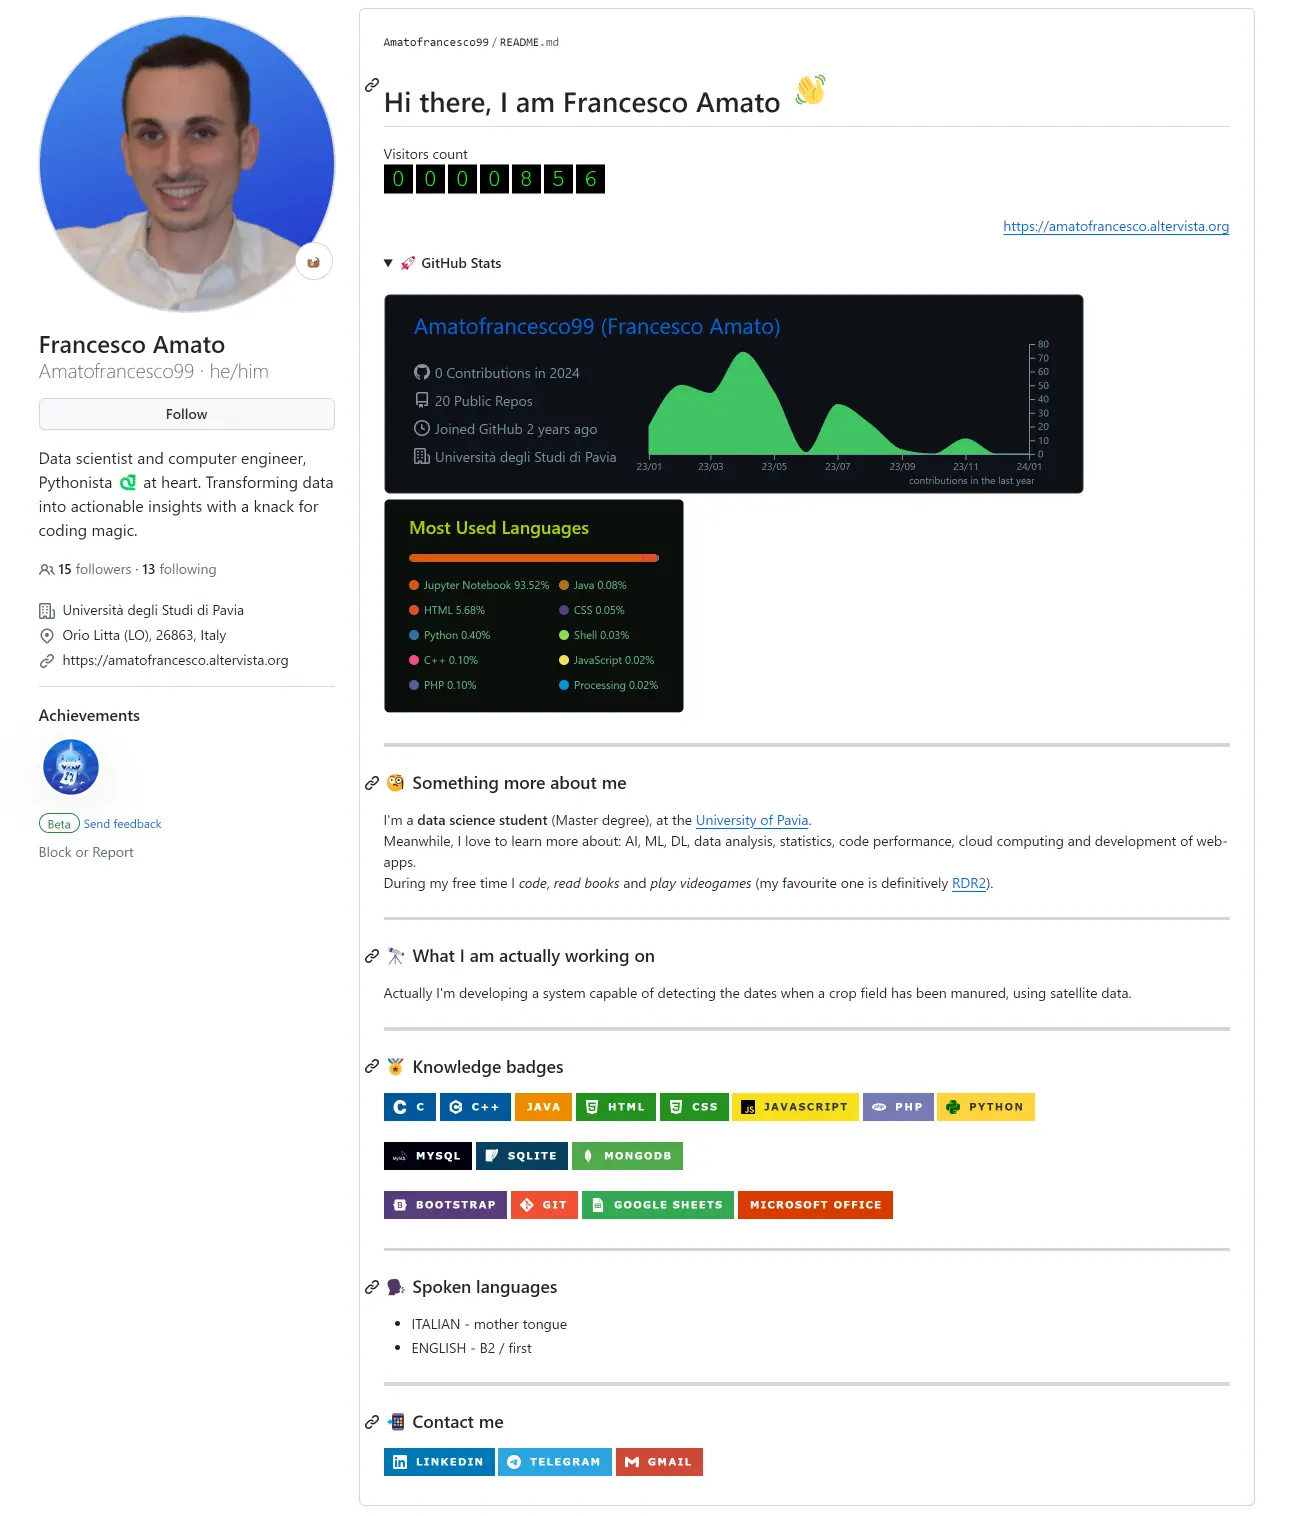 Francesco Amato
Amatofrancesco99 · he/him
Follow
Data scientist and computer engineer,
Pythonista at heart. Transforming data
into actionable insights with a knack for
coding magic.
15 followers · 13 following
Università degli Studi di Pavia
Orio Litta (LO), 26863, Italy
https://amatofrancesco.altervista.org
Achievements
Beta Send feedback
Block or Report
Amatofrancesco99 / README.md
Hi there, I am Francesco Amato
Visitors count
0 0 0 0 8 5 6
https://amatofrancesco.altervista.org
GitHub Stats
Amatofrancesco99 (Francesco Amato)
0 Contributions in 2024
20 Public Repos
Joined GitHub 2 years ago
Università degli Studi di Pavia
80
70
60
50
40
30
20
10
0
23/01 23/03 23/05 23/07 23/09 23/11 24/01
contributions in the last year
Most Used Languages
Jupyter Notebook 93.52% Java 0.08%
HTML 5.68% CSS 0.05%
Python 0.40% Shell 0.03%
C++ 0.10% JavaScript 0.02%
PHP 0.10% Processing 0.02%
Something more about me
I'm a data science student (Master degree), at the University of Pavia.
Meanwhile, I love to learn more about: AI, ML, DL, data analysis, statistics, code performance, cloud computing and development of web-
apps.
During my free time I code, read books and play videogames (my favourite one is definitively RDR2).
What I am actually working on
Actually I'm developing a system capable of detecting the dates when a crop field has been manured, using satellite data.
Knowledge badges
C C++ JAVA HTML CSS JAVASCRIPT PHP PYTHON
MYSQL SQLITE MONGODB
BOOTSTRAP GIT GOOGLE SHEETS MICROSOFT OFFICE
Spoken languages
ITALIAN - mother tongue
ENGLISH - B2 / first
Contact me
LINKEDIN TELEGRAM GMAIL